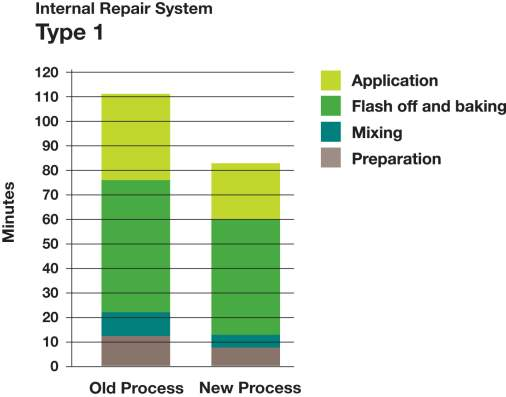 Internal Repair System
Type 1
Minutes
120
110
100
90
80
70
60
50
40
30
20
10
0
Old Process
New Process
Application
Flash off and baking
Mixing
Preparation